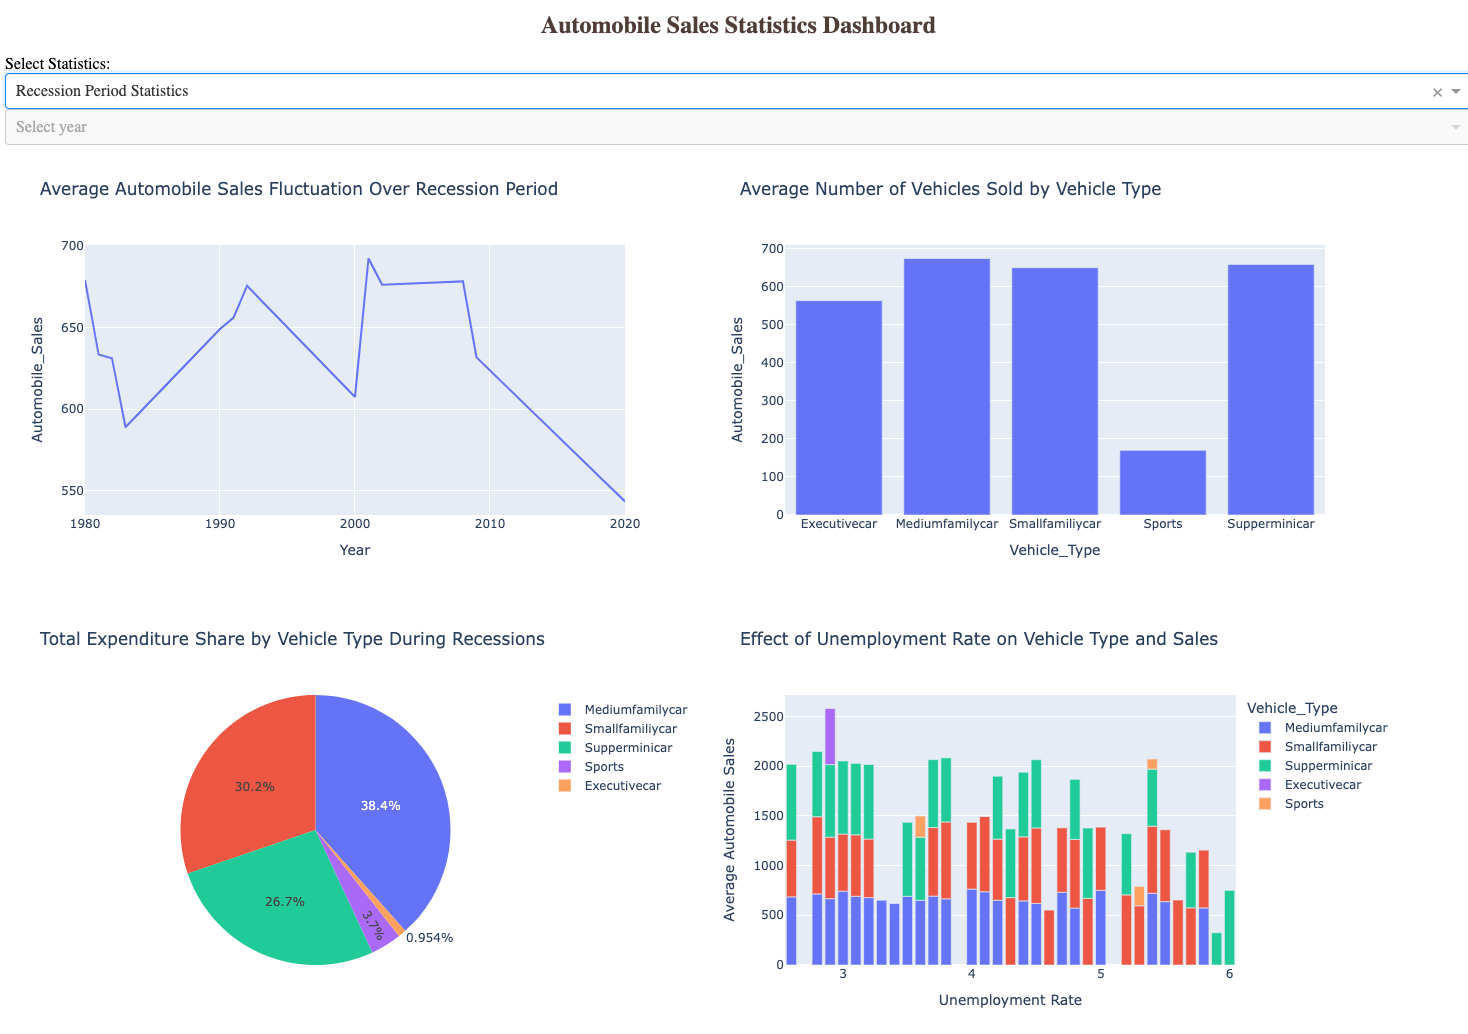 Automobile Sales Statistics Dashboard
Select Statistics:
Recession Period Statistics
Select year
Average Automobile Sales Fluctuation Over Recession Period
700
650
600
550
Automobile_Sales
1980 1990 2000 2010 2020
Year
Average Number of Vehicles Sold by Vehicle Type
700
600
500
400
300
200
100
0
Automobile_Sales
Executivecar Mediumfamilycar Smallfamiliycar Sports Supperminicar
Vehicle_Type
Total Expenditure Share by Vehicle Type During Recessions
30.2%
38.4%
26.7%
3.7%
0.954%
Mediumfamilycar
Smallfamiliycar
Supperminicar
Sports
Executivecar
Effect of Unemployment Rate on Vehicle Type and Sales
2500
2000
1500
1000
500
0
Average Automobile Sales
3 4 5 6
Unemployment Rate
Vehicle_Type
Mediumfamilycar
Smallfamiliycar
Supperminicar
Executivecar
Sports